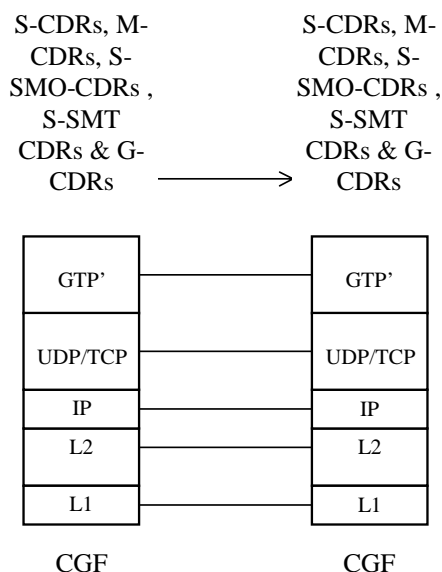 S-CDRs, M-
CDRs, S-
SMO-CDRs ,
S-SMT
CDRs & G-
CDRs
S-CDRs, M-
CDRs, S-
SMO-CDRs ,
S-SMT
CDRs & G-
CDRs
GTP’
GTP’
UDP/TCP
UDP/TCP
IP
IP
L2
L2
L1
L1
CGF
CGF